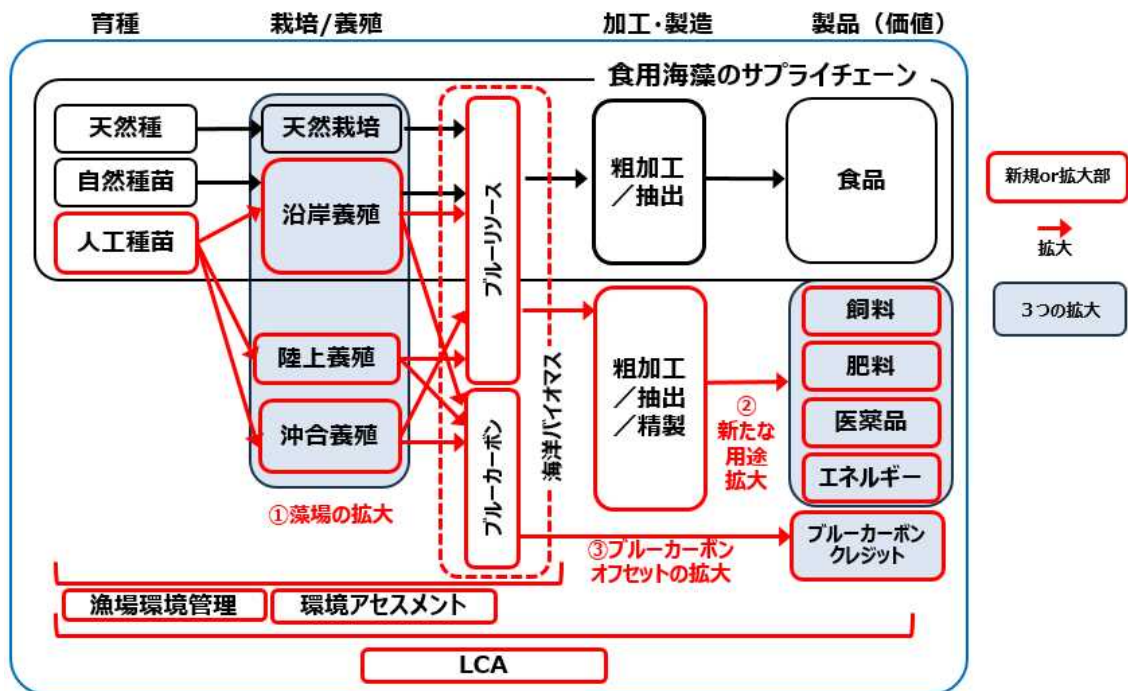 育種
栽培/養殖
加工・製造
製品（価値）
食用海藻のサプライチェーン
天然種
自然種苗
人工種苗
天然栽培
沿岸養殖
陸上養殖
沖合養殖
①藻場の拡大
ブルーリソース
ブルーカーボン
海洋バイオマス
粗加工
／抽出
粗加工
／抽出
／精製
②
新たな
用途
拡大
③ブルーカーボン
オフセットの拡大
食品
飼料
肥料
医薬品
エネルギー
ブルーカーボン
クレジット
漁場環境管理
環境アセスメント
LCA
新規or拡大部
拡大
３つの拡大